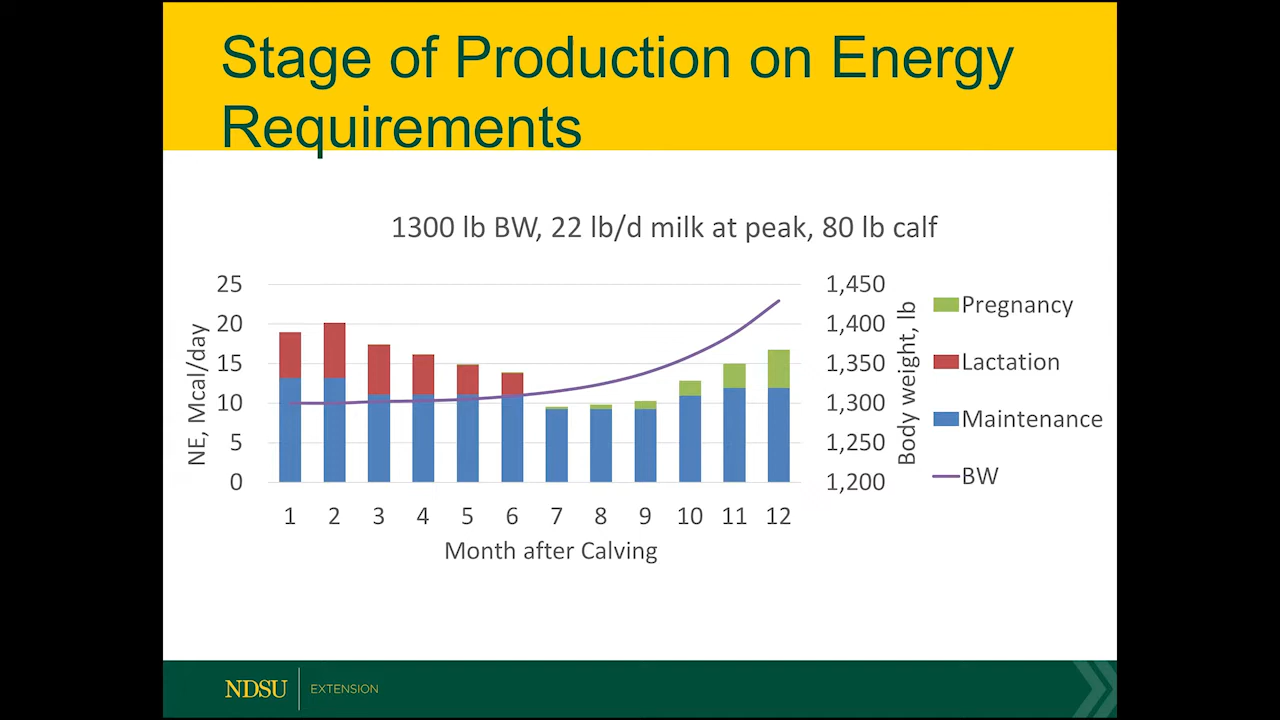 Stage of Production on Energy
Requirements
1300 lb BW, 22 lb/d milk at peak, 80 lb calf
25
20
15
10
5
0
NE, Mcal/day
1 2 3 4 5 6 7 8 9 10 11 12
Month after Calving
1,450
1,400
1,350
1,300
1,250
1,200
Body weight, lb
Pregnancy
Lactation
Maintenance
BW
NDSU EXTENSION